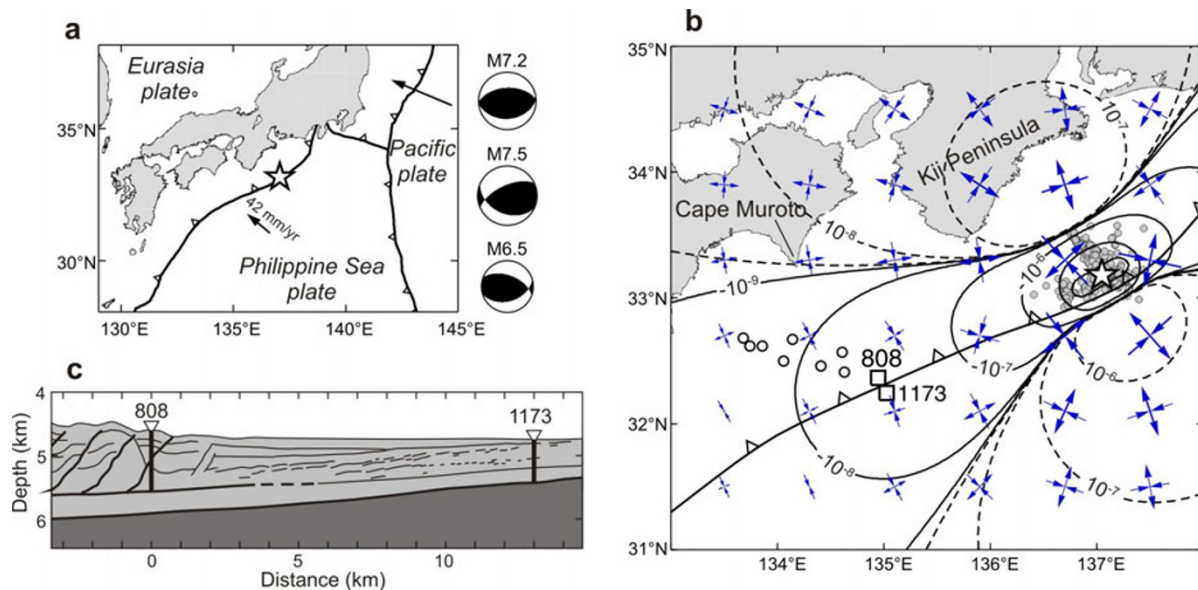 a
Eurasia
plate
Pacific
plate
42 mm/yr
Philippine Sea
plate
35°N
30°N
130°E
135°E
140°E
145°E
M7.2
M7.5
M6.5
b
35°N
34°N
33°N
32°N
31°N
134°E
135°E
136°E
137°E
Kii Peninsula
Cape Muroto
10-7
10-8
10-9
10-6
10-7
10-6
10-8
10-7
808
1173
c
808
1173
4
5
6
Depth (km)
0
5
10
Distance (km)